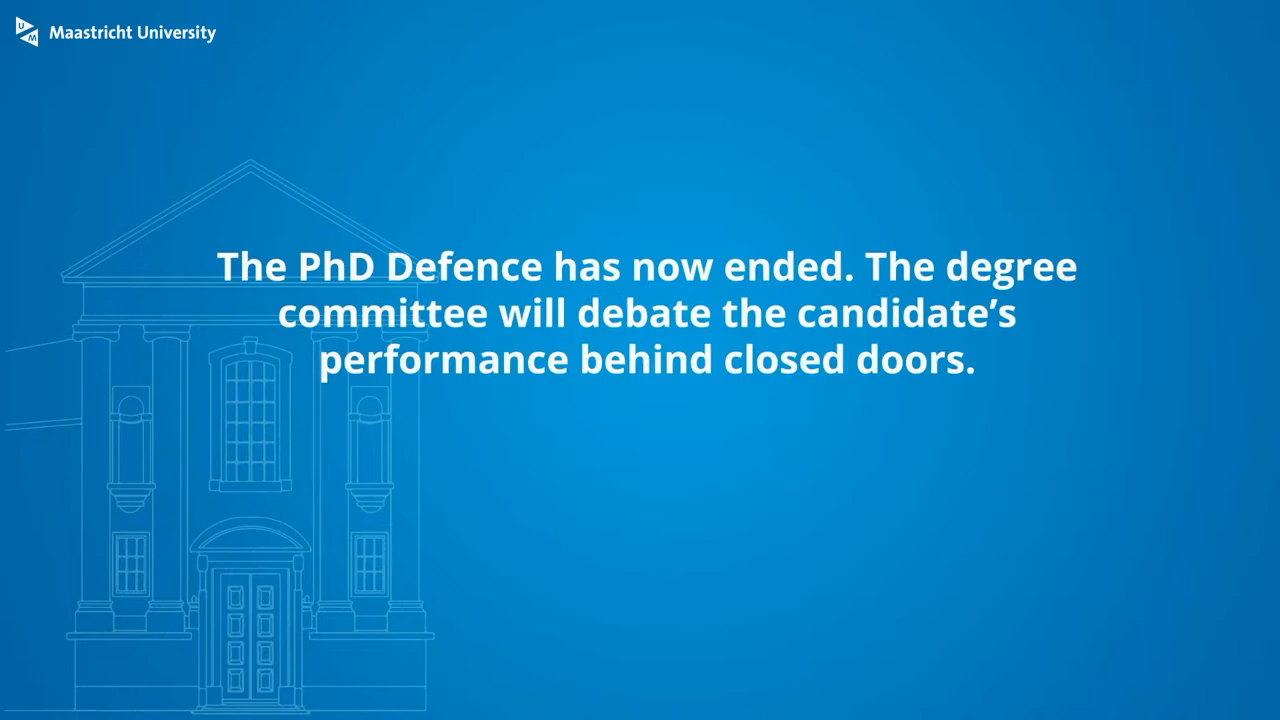 U
M
Maastricht University
The PhD Defence has now ended. The degree
committee will debate the candidate’s
performance behind closed doors.